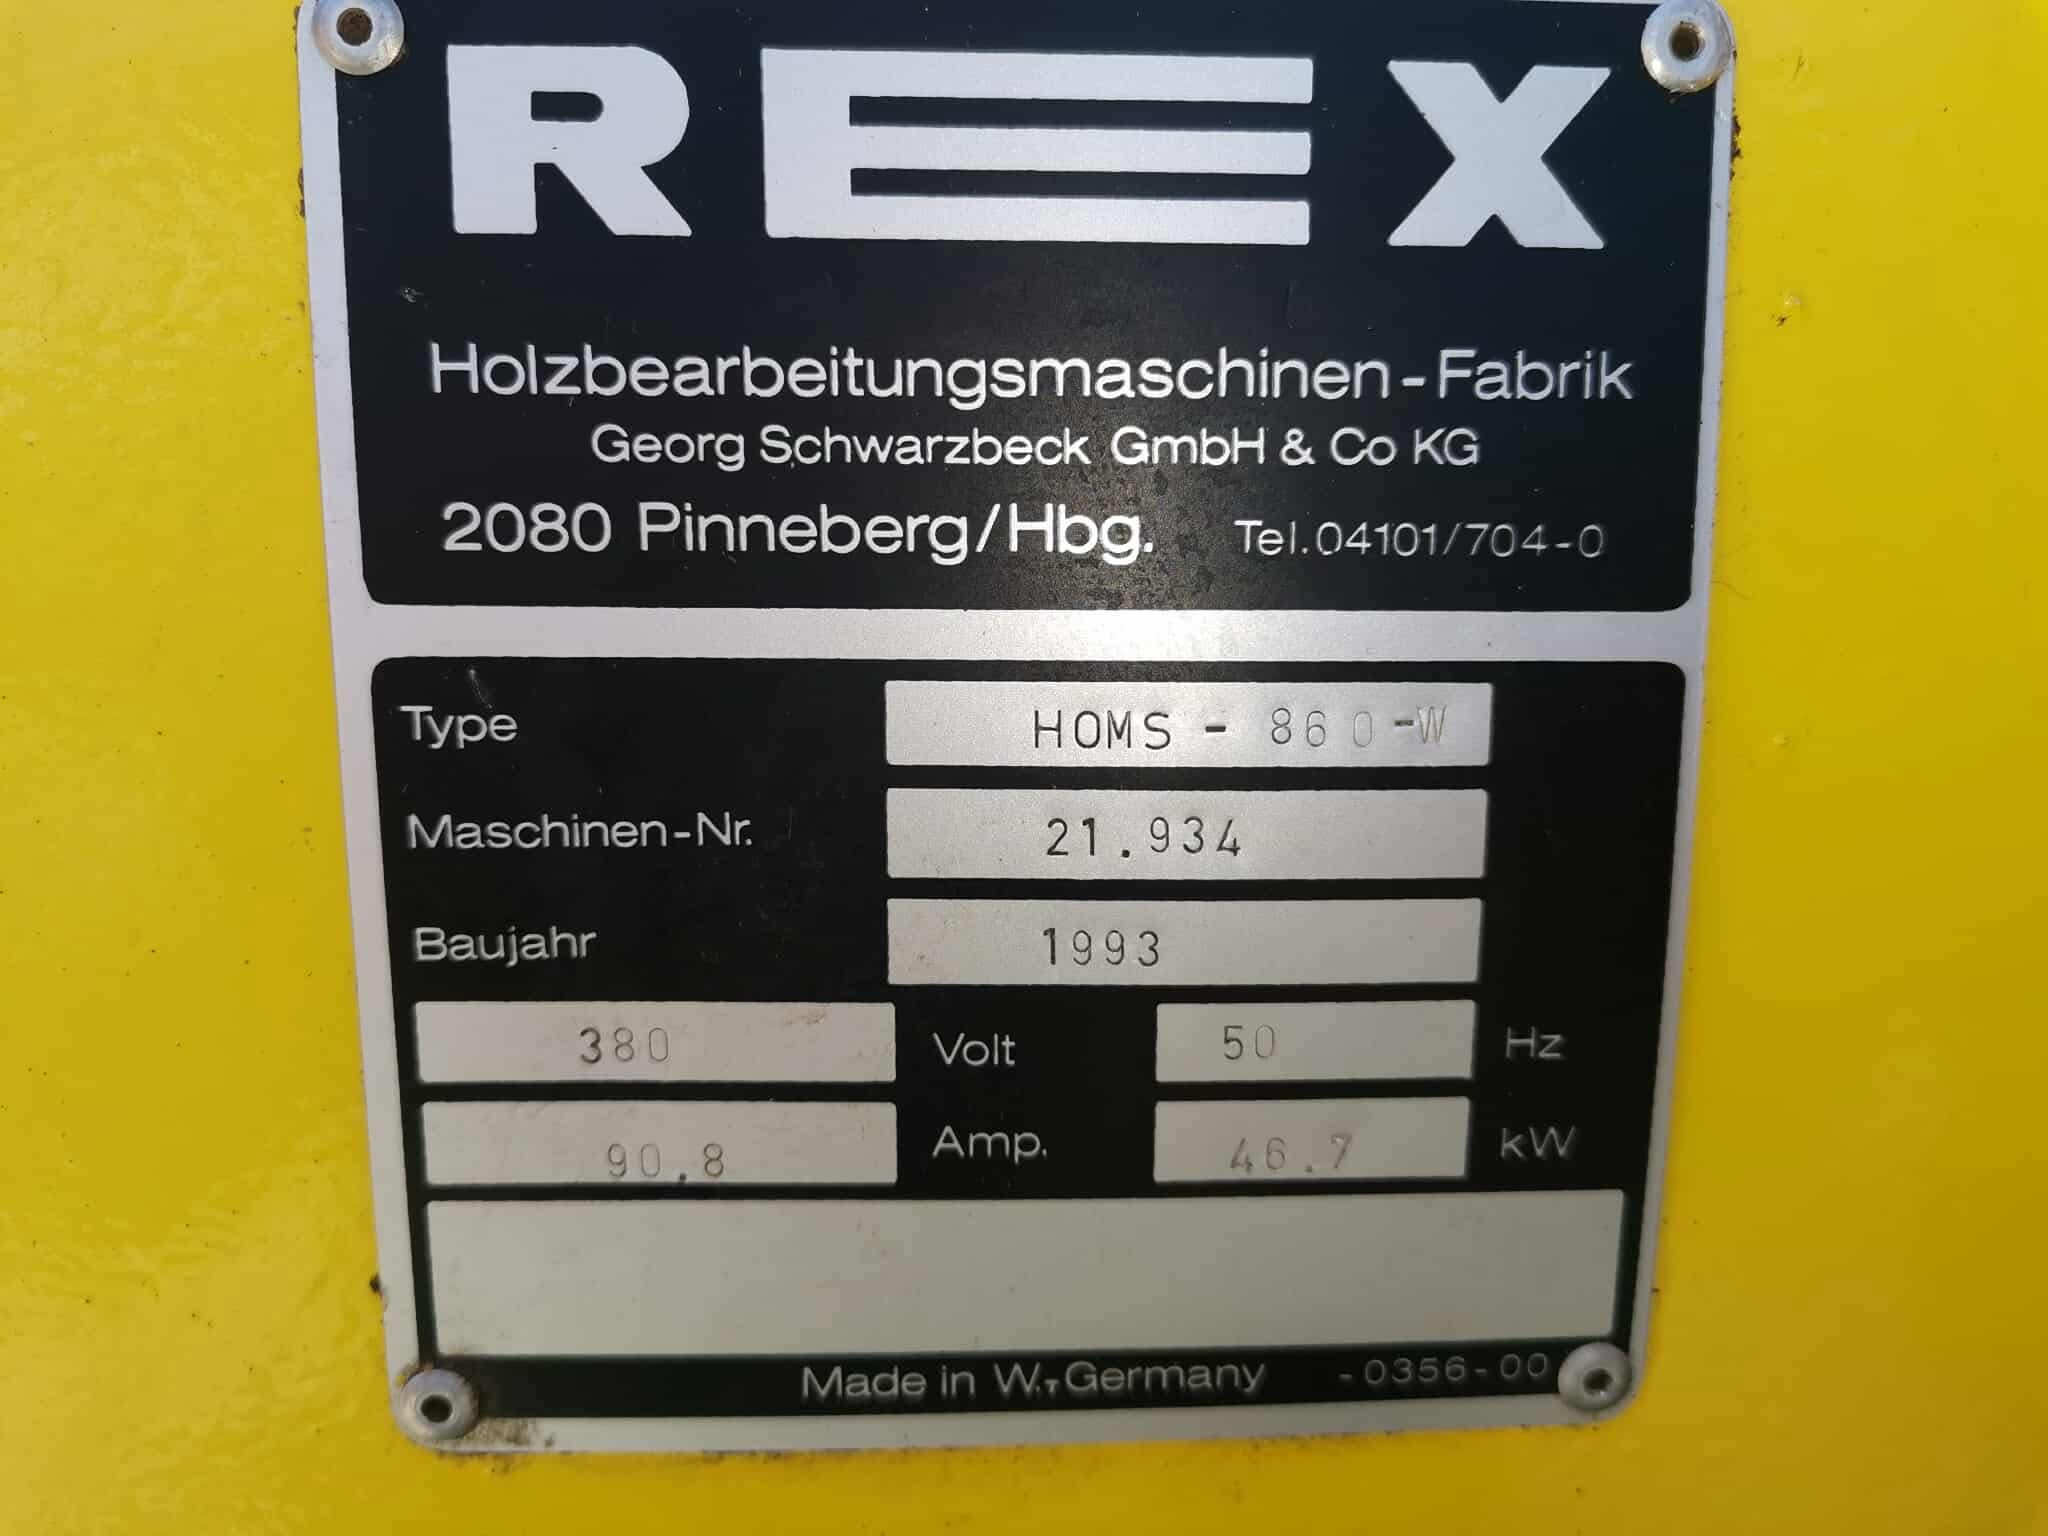 REX
Holzbearbeitungsmaschinen-Fabrik
Georg Schwarzbeck GmbH & Co KG
2080 Pinneberg/Hbg. Tel. 04101/704-0
Type HOMS - 860-W
Maschinen-Nr. 21.934
Baujahr 1993
380 Volt 50 Hz
90,8 Amp. 46.7 kW
Made in W.-Germany -0356-00